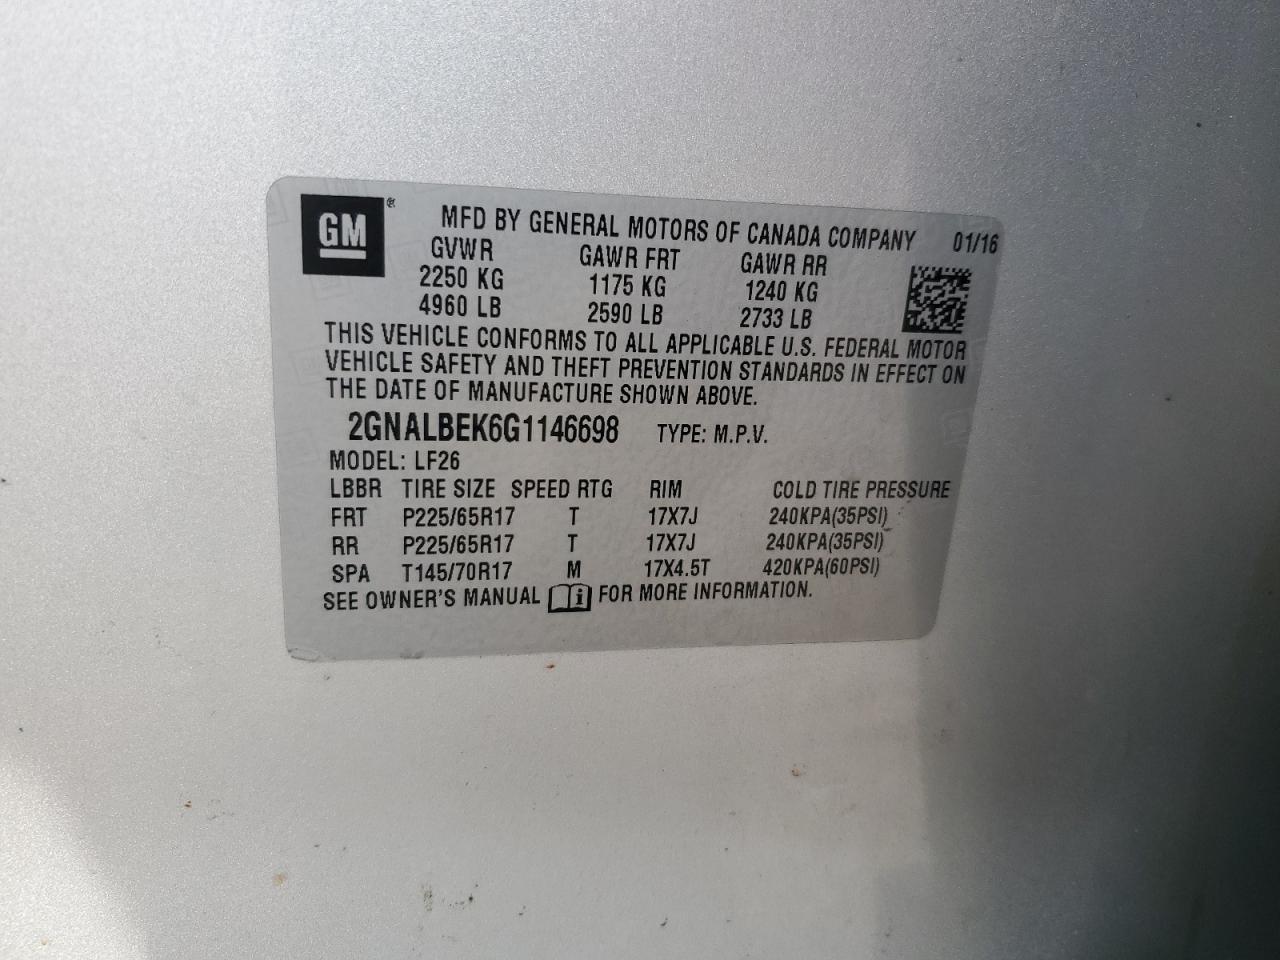 GM ®
MFD BY GENERAL MOTORS OF CANADA COMPANY 01/16
GVWR GAWR FRT GAWR RR
2250 KG 1175 KG 1240 KG
4960 LB 2590 LB 2733 LB
THIS VEHICLE CONFORMS TO ALL APPLICABLE U.S. FEDERAL MOTOR
VEHICLE SAFETY AND THEFT PREVENTION STANDARDS IN EFFECT ON
THE DATE OF MANUFACTURE SHOWN ABOVE.
2GNALBEK6G1146698 TYPE: M.P.V.
MODEL: LF26
LBBR TIRE SIZE SPEED RTG RIM COLD TIRE PRESSURE
FRT P225/65R17 T 17X7J 240KPA(35PSI)
RR P225/65R17 T 17X7J 240KPA(35PSI)
SPA T145/70R17 M 17X4.5T 420KPA(60PSI)
SEE OWNER'S MANUAL i FOR MORE INFORMATION.